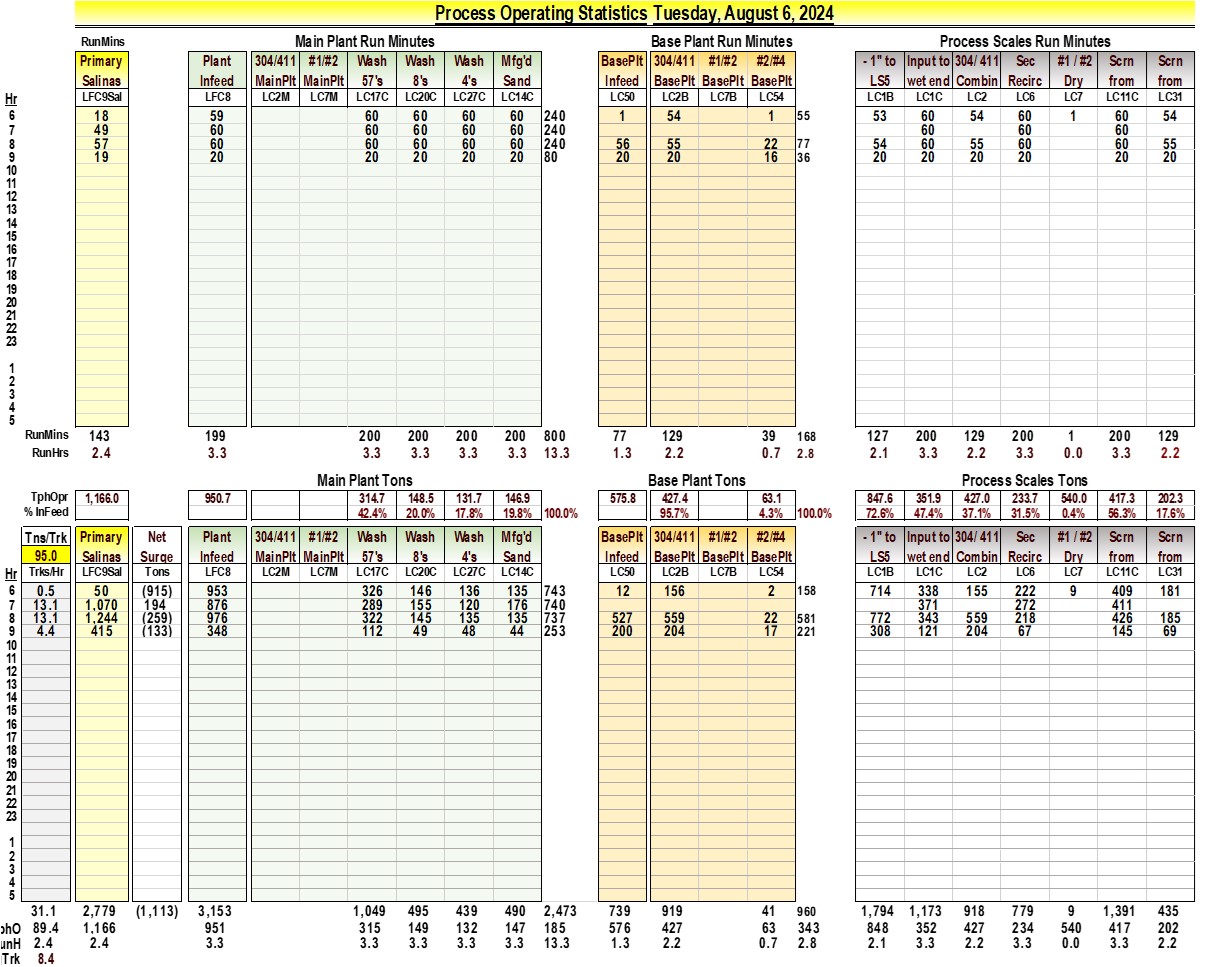 Process Operating Statistics Tuesday, August 6, 2024
RunMins Main Plant Run Minutes Base Plant Run Minutes Process Scales Run Minutes
Primary Plant 304/411 #1/#2 Wash Wash Wash Mfg'd BasePlt 304/411 #1/#2 #2/#4 - 1" to Input to 304/ 411 Sec #1 / #2 Scrn Scrn
Salinas Infeed MainPlt MainPlt 57's 8's 4's Sand Infeed BasePlt BasePlt BasePlt LS5 wet end Combin Recirc Dry from from
Hr LFC9Sal LFC8 LC2M LC7M LC17C LC20C LC27C LC14C LC50 LC2B LC7B LC54 LC1B LC1C LC2 LC6 LC7 LC11C LC31
6 18 59 60 60 60 60 240 1 54 1 55 53 60 54 60 1 60 54
7 49 60 60 60 60 60 240 60 60 60
8 57 60 60 60 60 60 240 56 55 22 77 54 60 55 60 60 55
9 19 20 20 20 20 20 80 20 20 16 36 20 20 20 20 20 20
10
11
12
13
14
15
16
17
18
19
20
21
22
23
1
2
3
4
5
RunMins 143 199 200 200 200 200 800 77 129 39 168 127 200 129 200 1 200 129
RunHrs 2.4 3.3 3.3 3.3 3.3 3.3 13.3 1.3 2.2 0.7 2.8 2.1 3.3 2.2 3.3 0.0 3.3 2.2
Main Plant Tons Base Plant Tons Process Scales Tons
TphOpr 1,166.0 950.7 314.7 148.5 131.7 146.9 575.8 427.4 63.1 847.6 351.9 427.0 233.7 540.0 417.3 202.3
% InFeed 42.4% 20.0% 17.8% 19.8% 100.0% 95.7% 4.3% 100.0% 72.6% 47.4% 37.1% 31.5% 0.4% 56.3% 17.6%
Tns/Trk Primary Net Plant 304/411 #1/#2 Wash Wash Wash Mfg'd BasePlt 304/411 #1/#2 #2/#4 - 1" to Input to 304/ 411 Sec #1 / #2 Scrn Scrn
95.0 Salinas Surge Infeed MainPlt MainPlt 57's 8's 4's Sand Infeed BasePlt BasePlt BasePlt LS5 wet end Combin Recirc Dry from from
Hr Trks/Hr LFC9Sal Tons LFC8 LC2M LC7M LC17C LC20C LC27C LC14C LC50 LC2B LC7B LC54 LC1B LC1C LC2 LC6 LC7 LC11C LC31
6 0.5 50 (915) 953 326 146 136 135 743 12 156 2 158 714 338 155 222 9 409 181
7 13.1 1,070 194 876 289 155 120 176 740 371 272 411
8 13.1 1,244 (259) 976 322 145 135 135 737 527 559 22 581 772 343 559 218 426 185
9 4.4 415 (133) 348 112 49 48 44 253 200 204 17 221 308 121 204 67 145 69
10
11
12
13
14
15
16
17
18
19
20
21
22
23
1
2
3
4
5
31.1 2,779 (1,113) 3,153 1,049 495 439 490 2,473 739 919 41 960 1,794 1,173 918 779 9 1,391 435
phO 89.4 1,166 951 315 149 132 147 185 576 427 63 343 848 352 427 234 540 417 202
unH 2.4 2.4 3.3 3.3 3.3 3.3 3.3 13.3 1.3 2.2 0.7 2.8 2.1 3.3 2.2 3.3 0.0 3.3 2.2
Trk 8.4